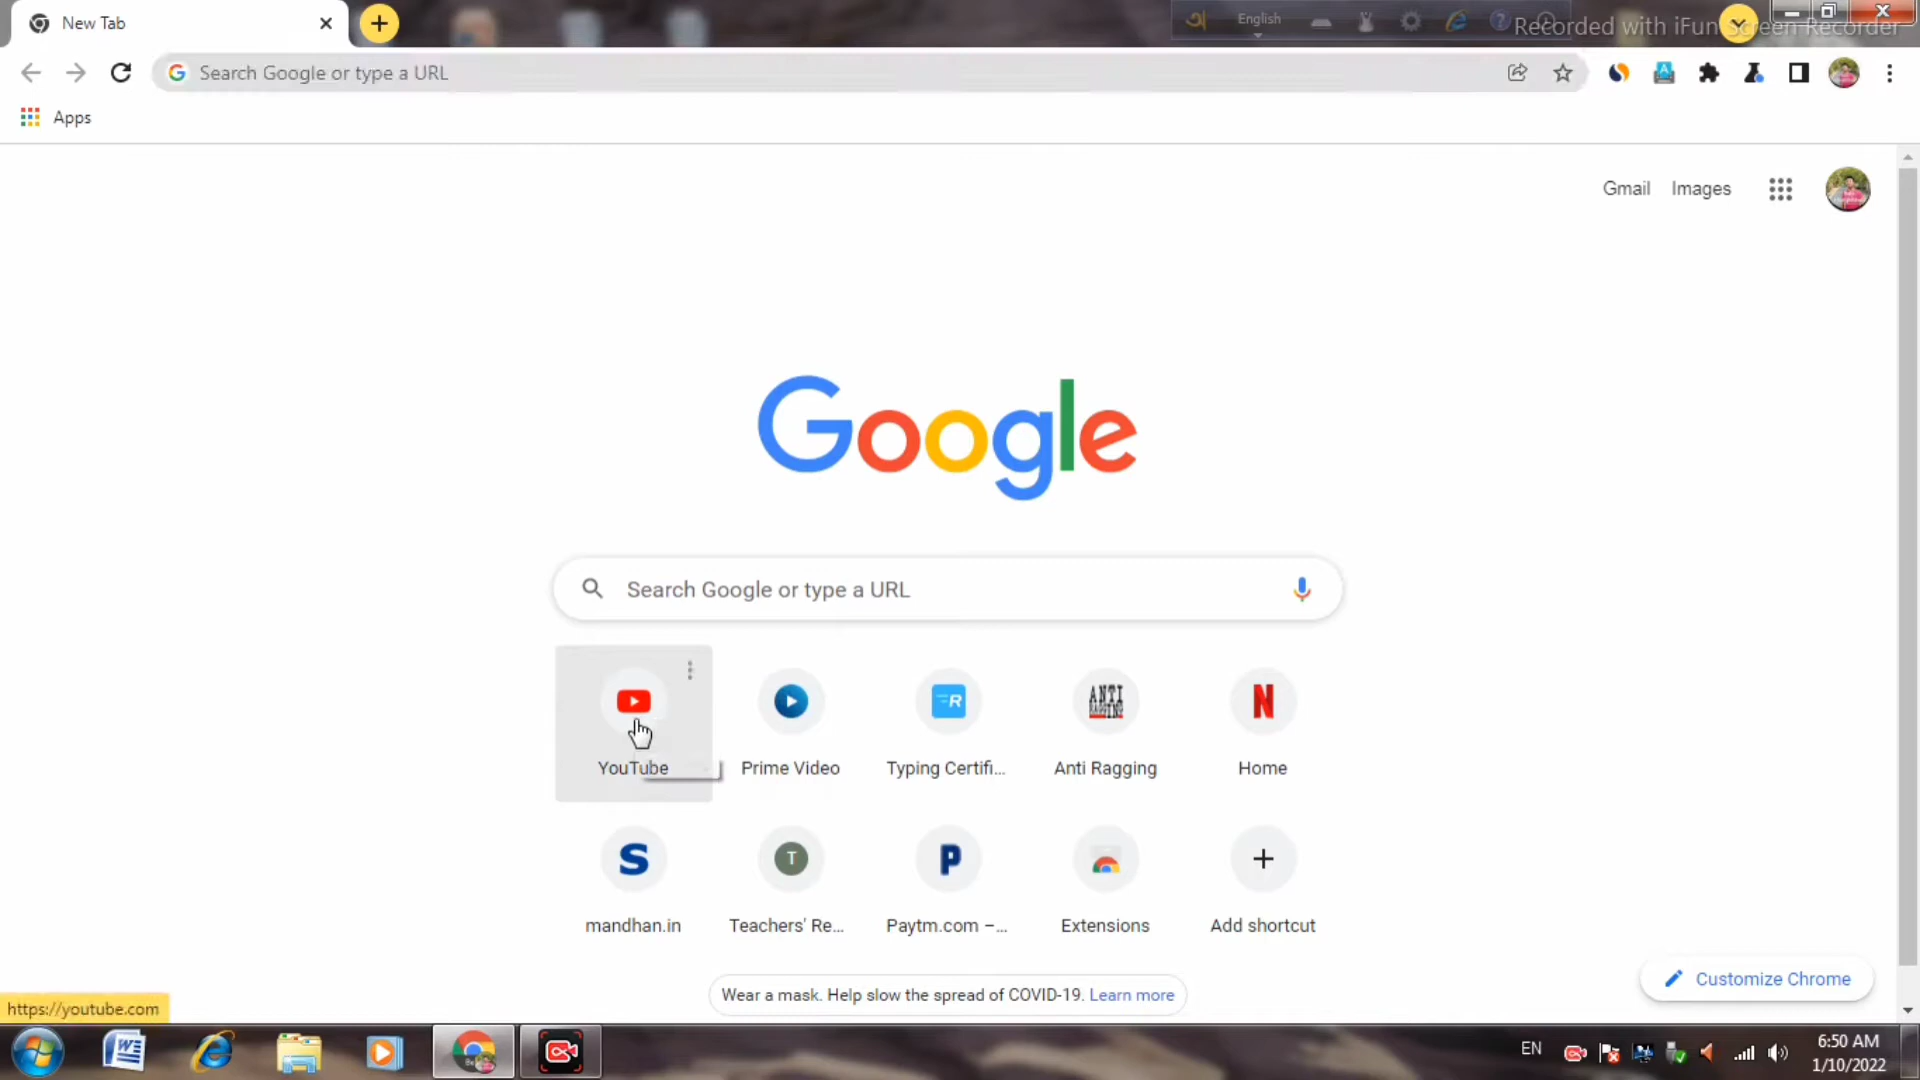 New Tab
English
Recorded with iFun Screen Recorder
Search Google or type a URL
Apps
Gmail Images
Google
Search Google or type a URL
YouTube
Prime Video
Typing Certifi...
Anti Ragging
Home
mandhan.in
Teachers' Re...
Paytm.com –...
Extensions
Add shortcut
Wear a mask. Help slow the spread of COVID-19. Learn more
Customize Chrome
https://youtube.com
EN
6:50 AM
1/10/2022